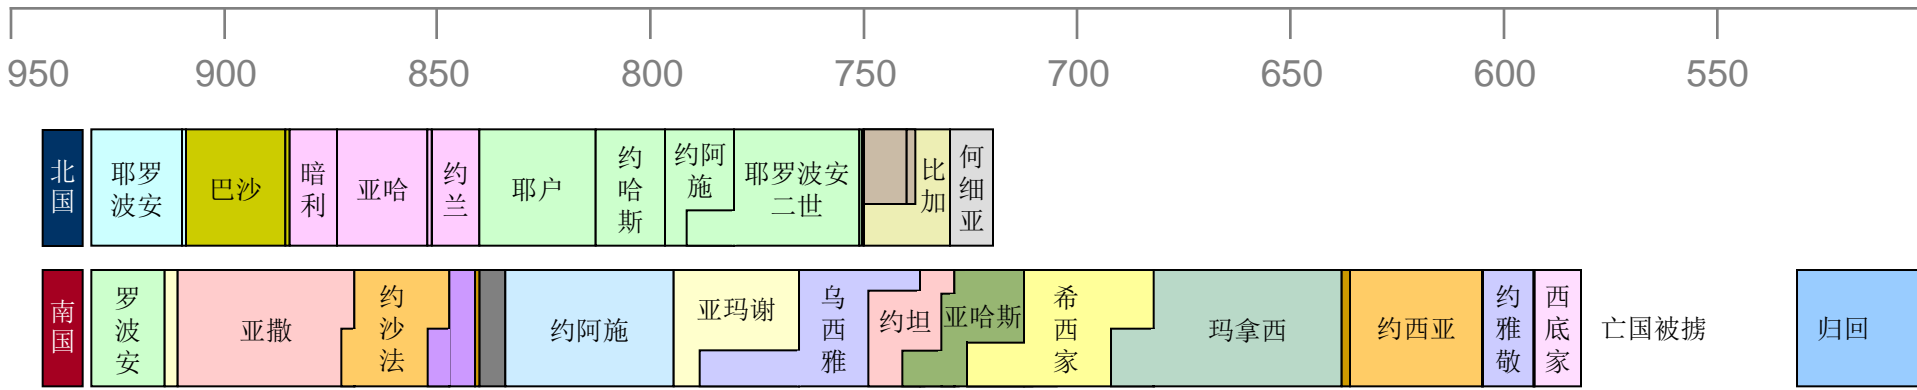 950 900 850 800 750 700 650 600 550
北国
耶罗波安
巴沙
暗利
亚哈
约兰
耶户
约哈斯
约阿施
耶罗波安二世
比加
何细亚
南国
罗波安
亚撒
约沙法
约阿施
亚玛谢
乌西雅
约坦
亚哈斯
希西家
玛拿西
约西亚
约雅敬
西底家
亡国被掳
归回